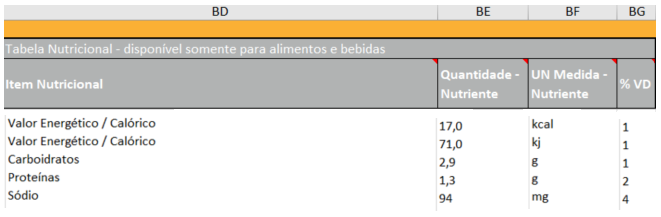 BD BE BF BG
Tabela Nutricional - disponível somente para alimentos e bebidas
Item Nutricional Quantidade - Nutriente UN Medida - Nutriente % VD
Valor Energético / Calórico 17,0 kcal 1
Valor Energético / Calórico 71,0 kj 1
Carboidratos 2,9 g 1
Proteínas 1,3 g 2
Sódio 94 mg 4